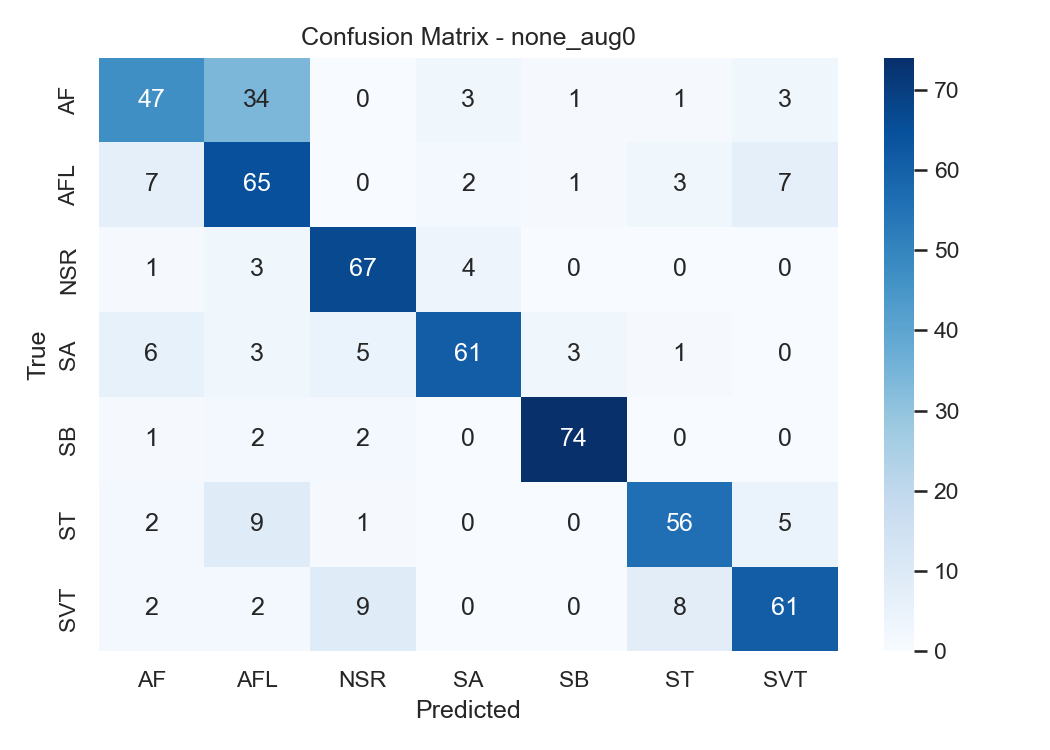 Confusion Matrix - none_aug0
AF 47 34 0 3 1 1 3
AFL 7 65 0 2 1 3 7
NSR 1 3 67 4 0 0 0
SA 6 3 5 61 3 1 0
SB 1 2 2 0 74 0 0
ST 2 9 1 0 0 56 5
SVT 2 2 9 0 0 8 61
AF AFL NSR SA SB ST SVT
Predicted
True
70
60
50
40
30
20
10
0